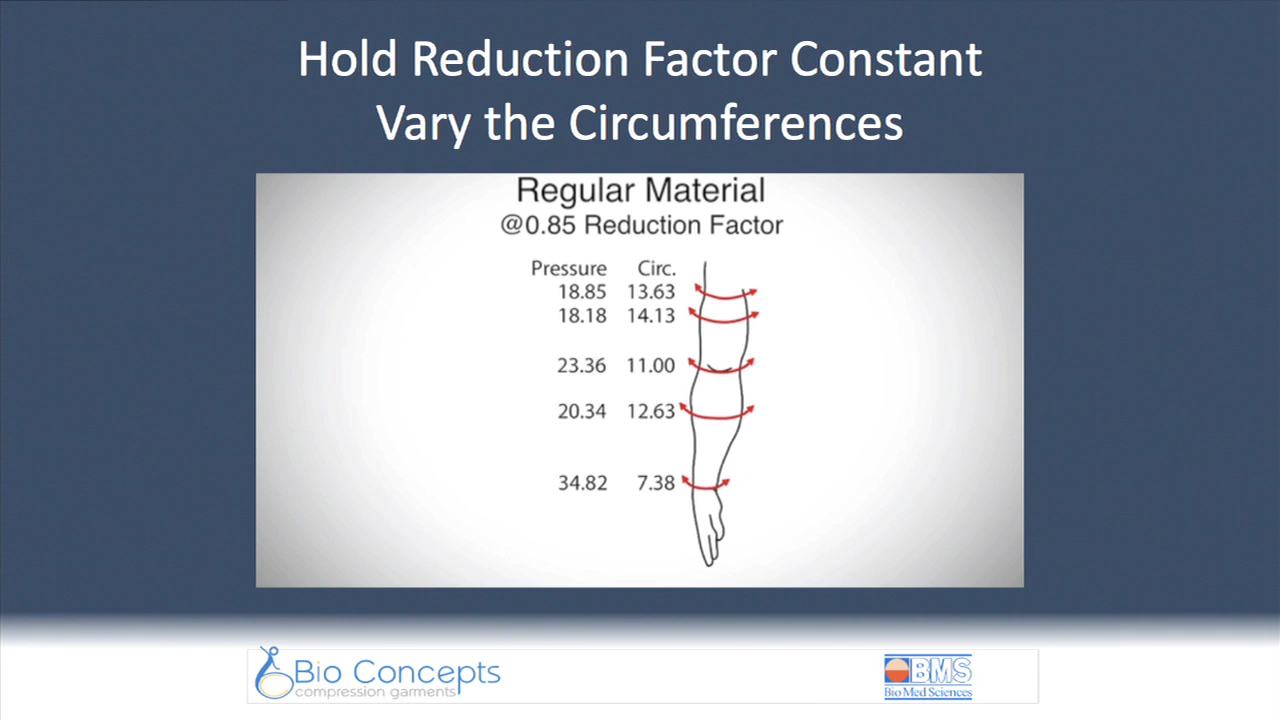 Hold Reduction Factor Constant
Vary the Circumferences
Regular Material
@0.85 Reduction Factor
Pressure Circ.
18.85 13.63
18.18 14.13
23.36 11.00
20.34 12.63
34.82 7.38
Bio Concepts
compression garments
BMS
Bio Med Sciences